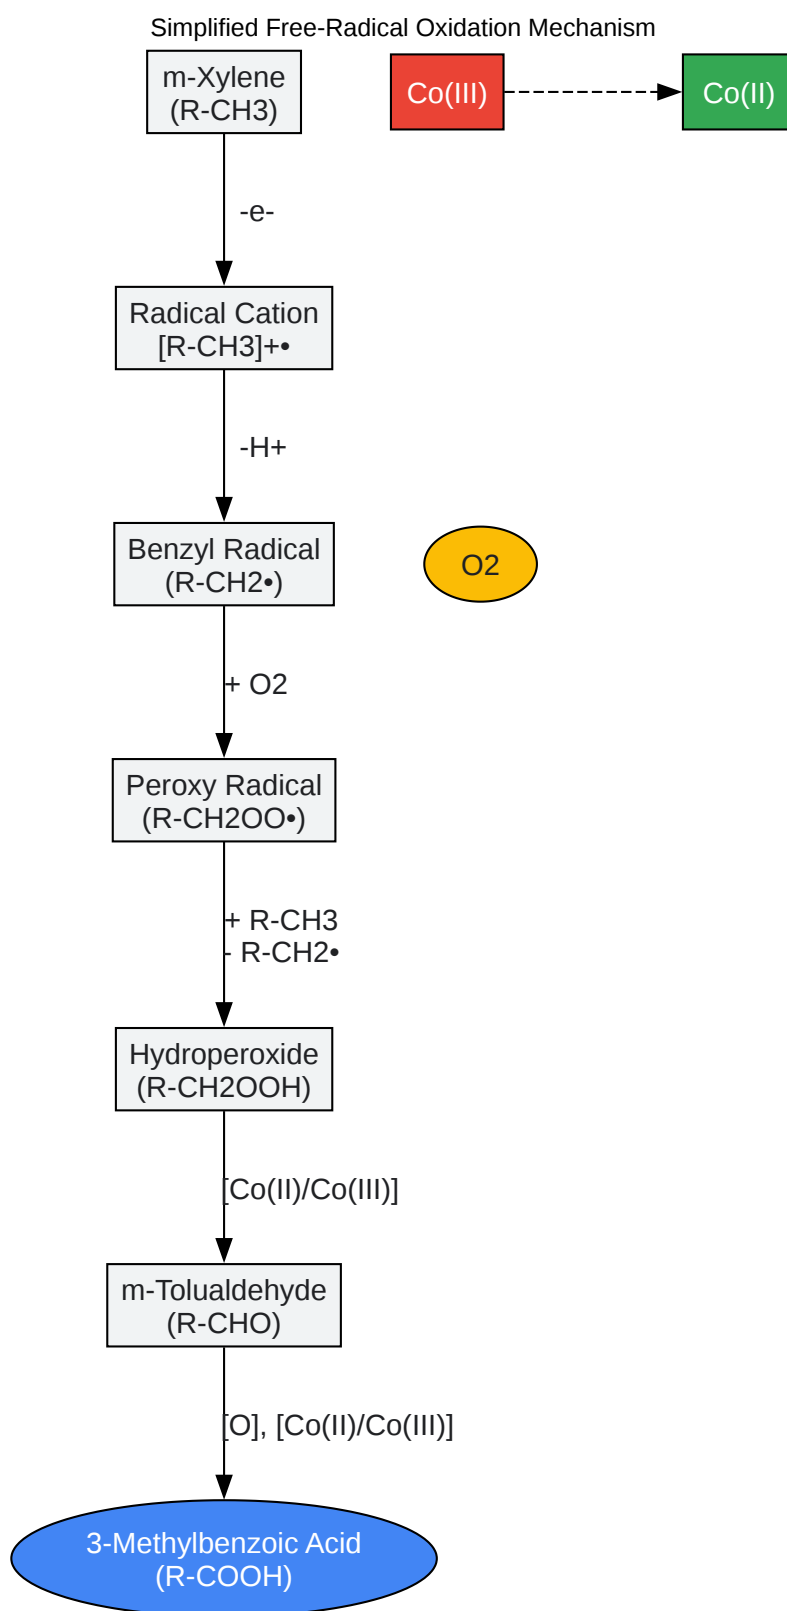 Simplified Free-Radical Oxidation Mechanism
m-Xylene
(R-CH3)
Co(III)
Co(II)
-e-
Radical Cation
[R-CH3]+•
-H+
Benzyl Radical
(R-CH2•)
O2
+ O2
Peroxy Radical
(R-CH2OO•)
+ R-CH3
- R-CH2•
Hydroperoxide
(R-CH2OOH)
[Co(II)/Co(III)]
m-Tolualdehyde
(R-CHO)
[O], [Co(II)/Co(III)]
3-Methylbenzoic Acid
(R-COOH)